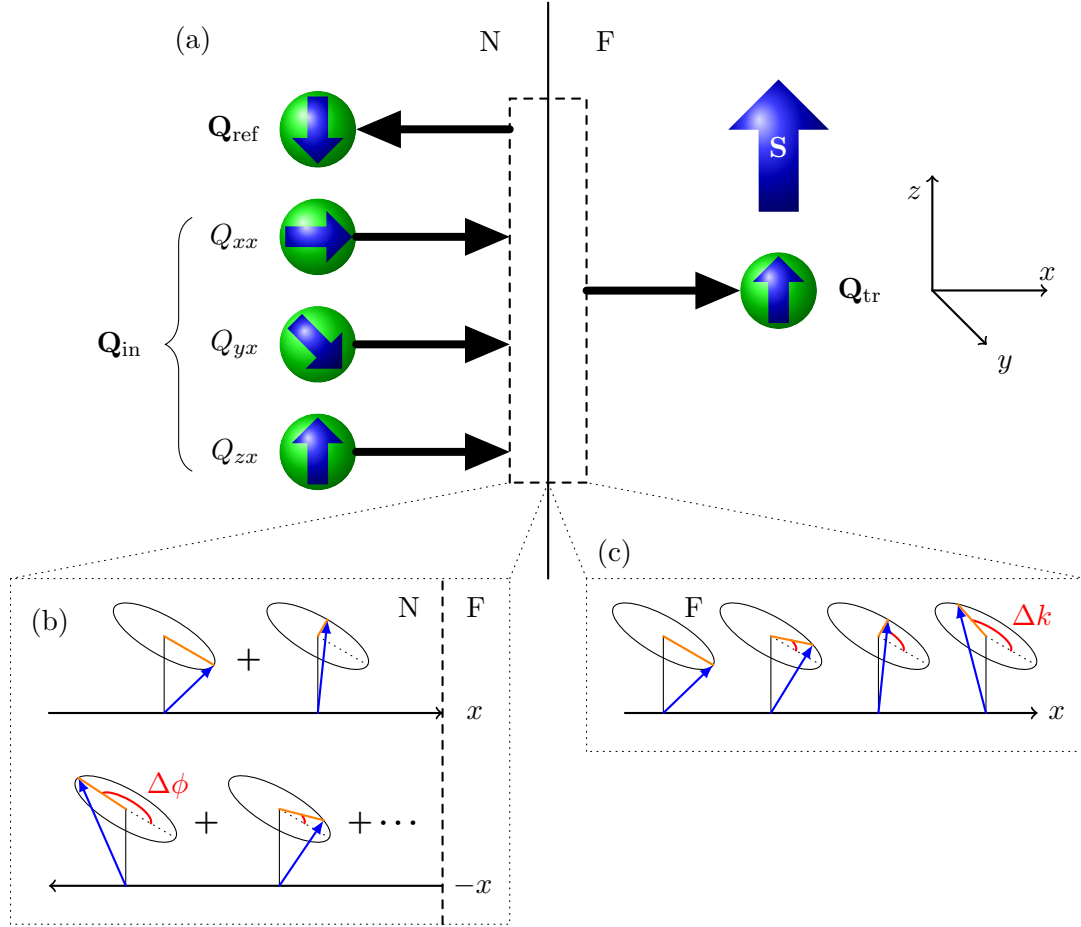 (a)
N
F
Q_ref
S
Q_xx
z
x
y
Q_in
Q_yx
Q_tr
Q_zx
(b)
N
F
+
x
Δϕ
+
+ ···
−x
(c)
F
Δk
x